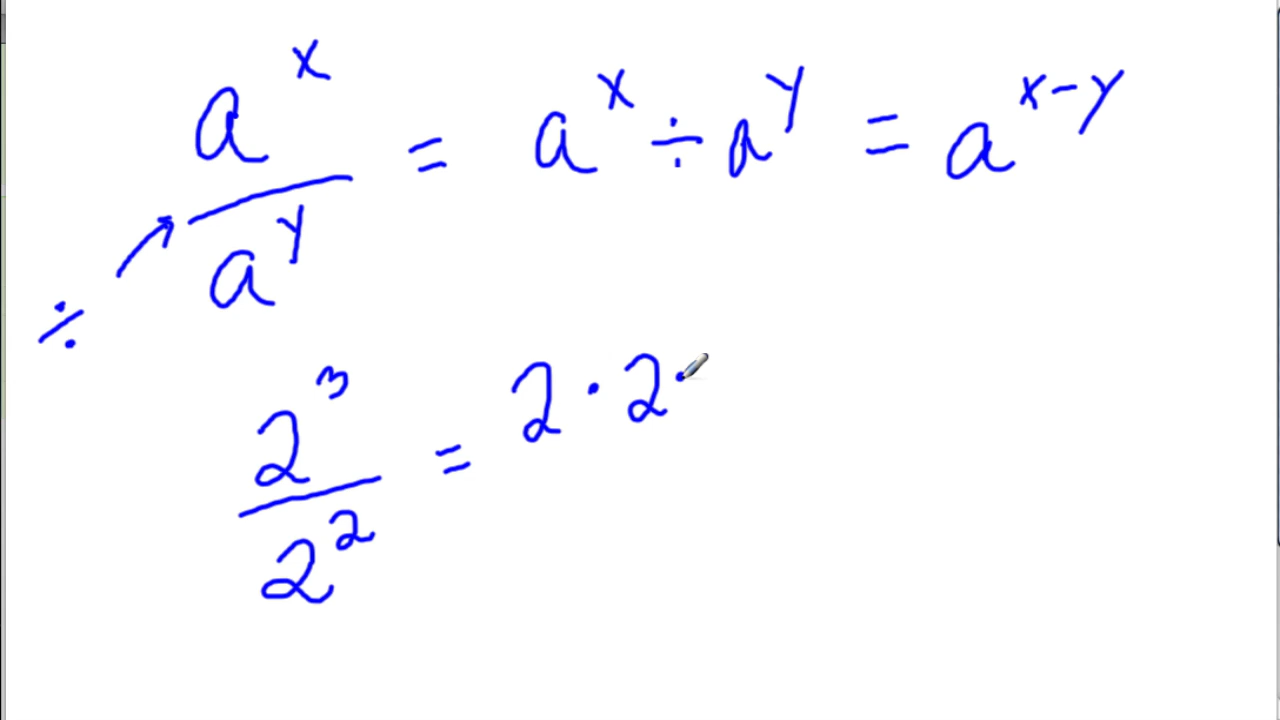 a^x / a^y = a^x ÷ a^y = a^(x-y)
÷
2^3 / 2^2 = 2 · 2 ·